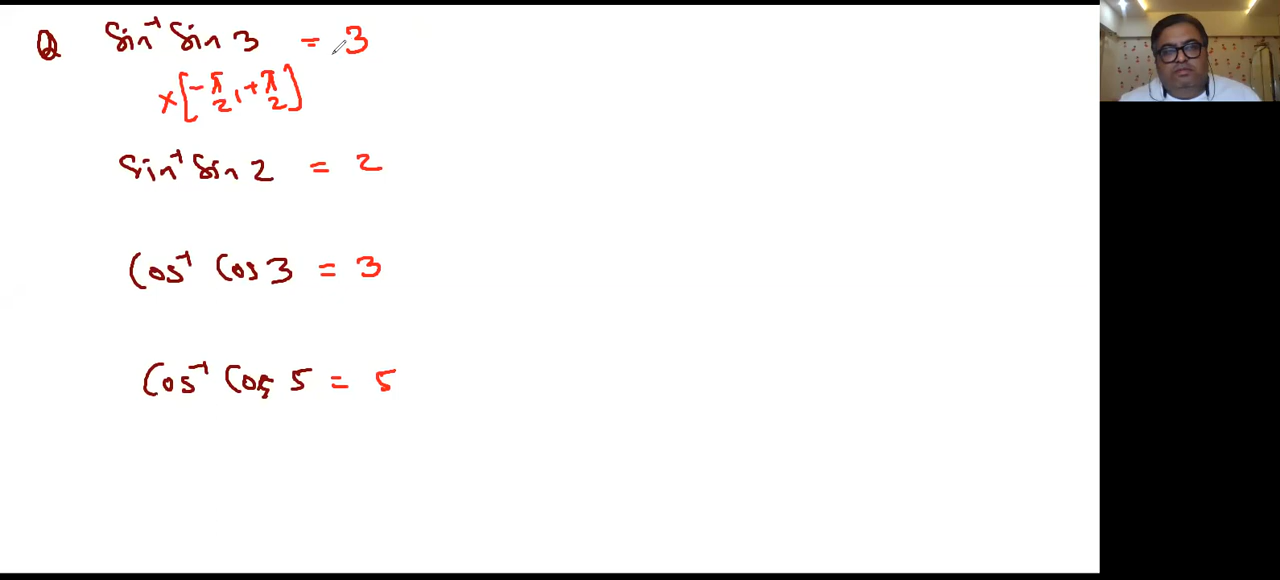 Q sin⁻¹ sin 3 = 3
× [-π/2, +π/2]
sin⁻¹ sin 2 = 2
cos⁻¹ cos 3 = 3
cos⁻¹ cos 5 = 5